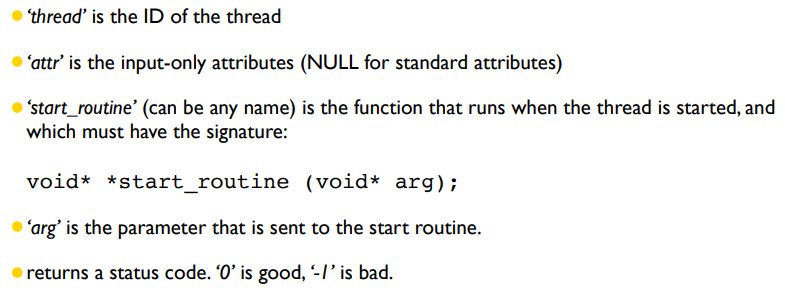 ‘thread’ is the ID of the thread
‘attr’ is the input-only attributes (NULL for standard attributes)
‘start_routine’ (can be any name) is the function that runs when the thread is started, and
which must have the signature:
void* *start_routine (void* arg);
‘arg’ is the parameter that is sent to the start routine.
returns a status code. ‘0’ is good, ‘-1’ is bad.